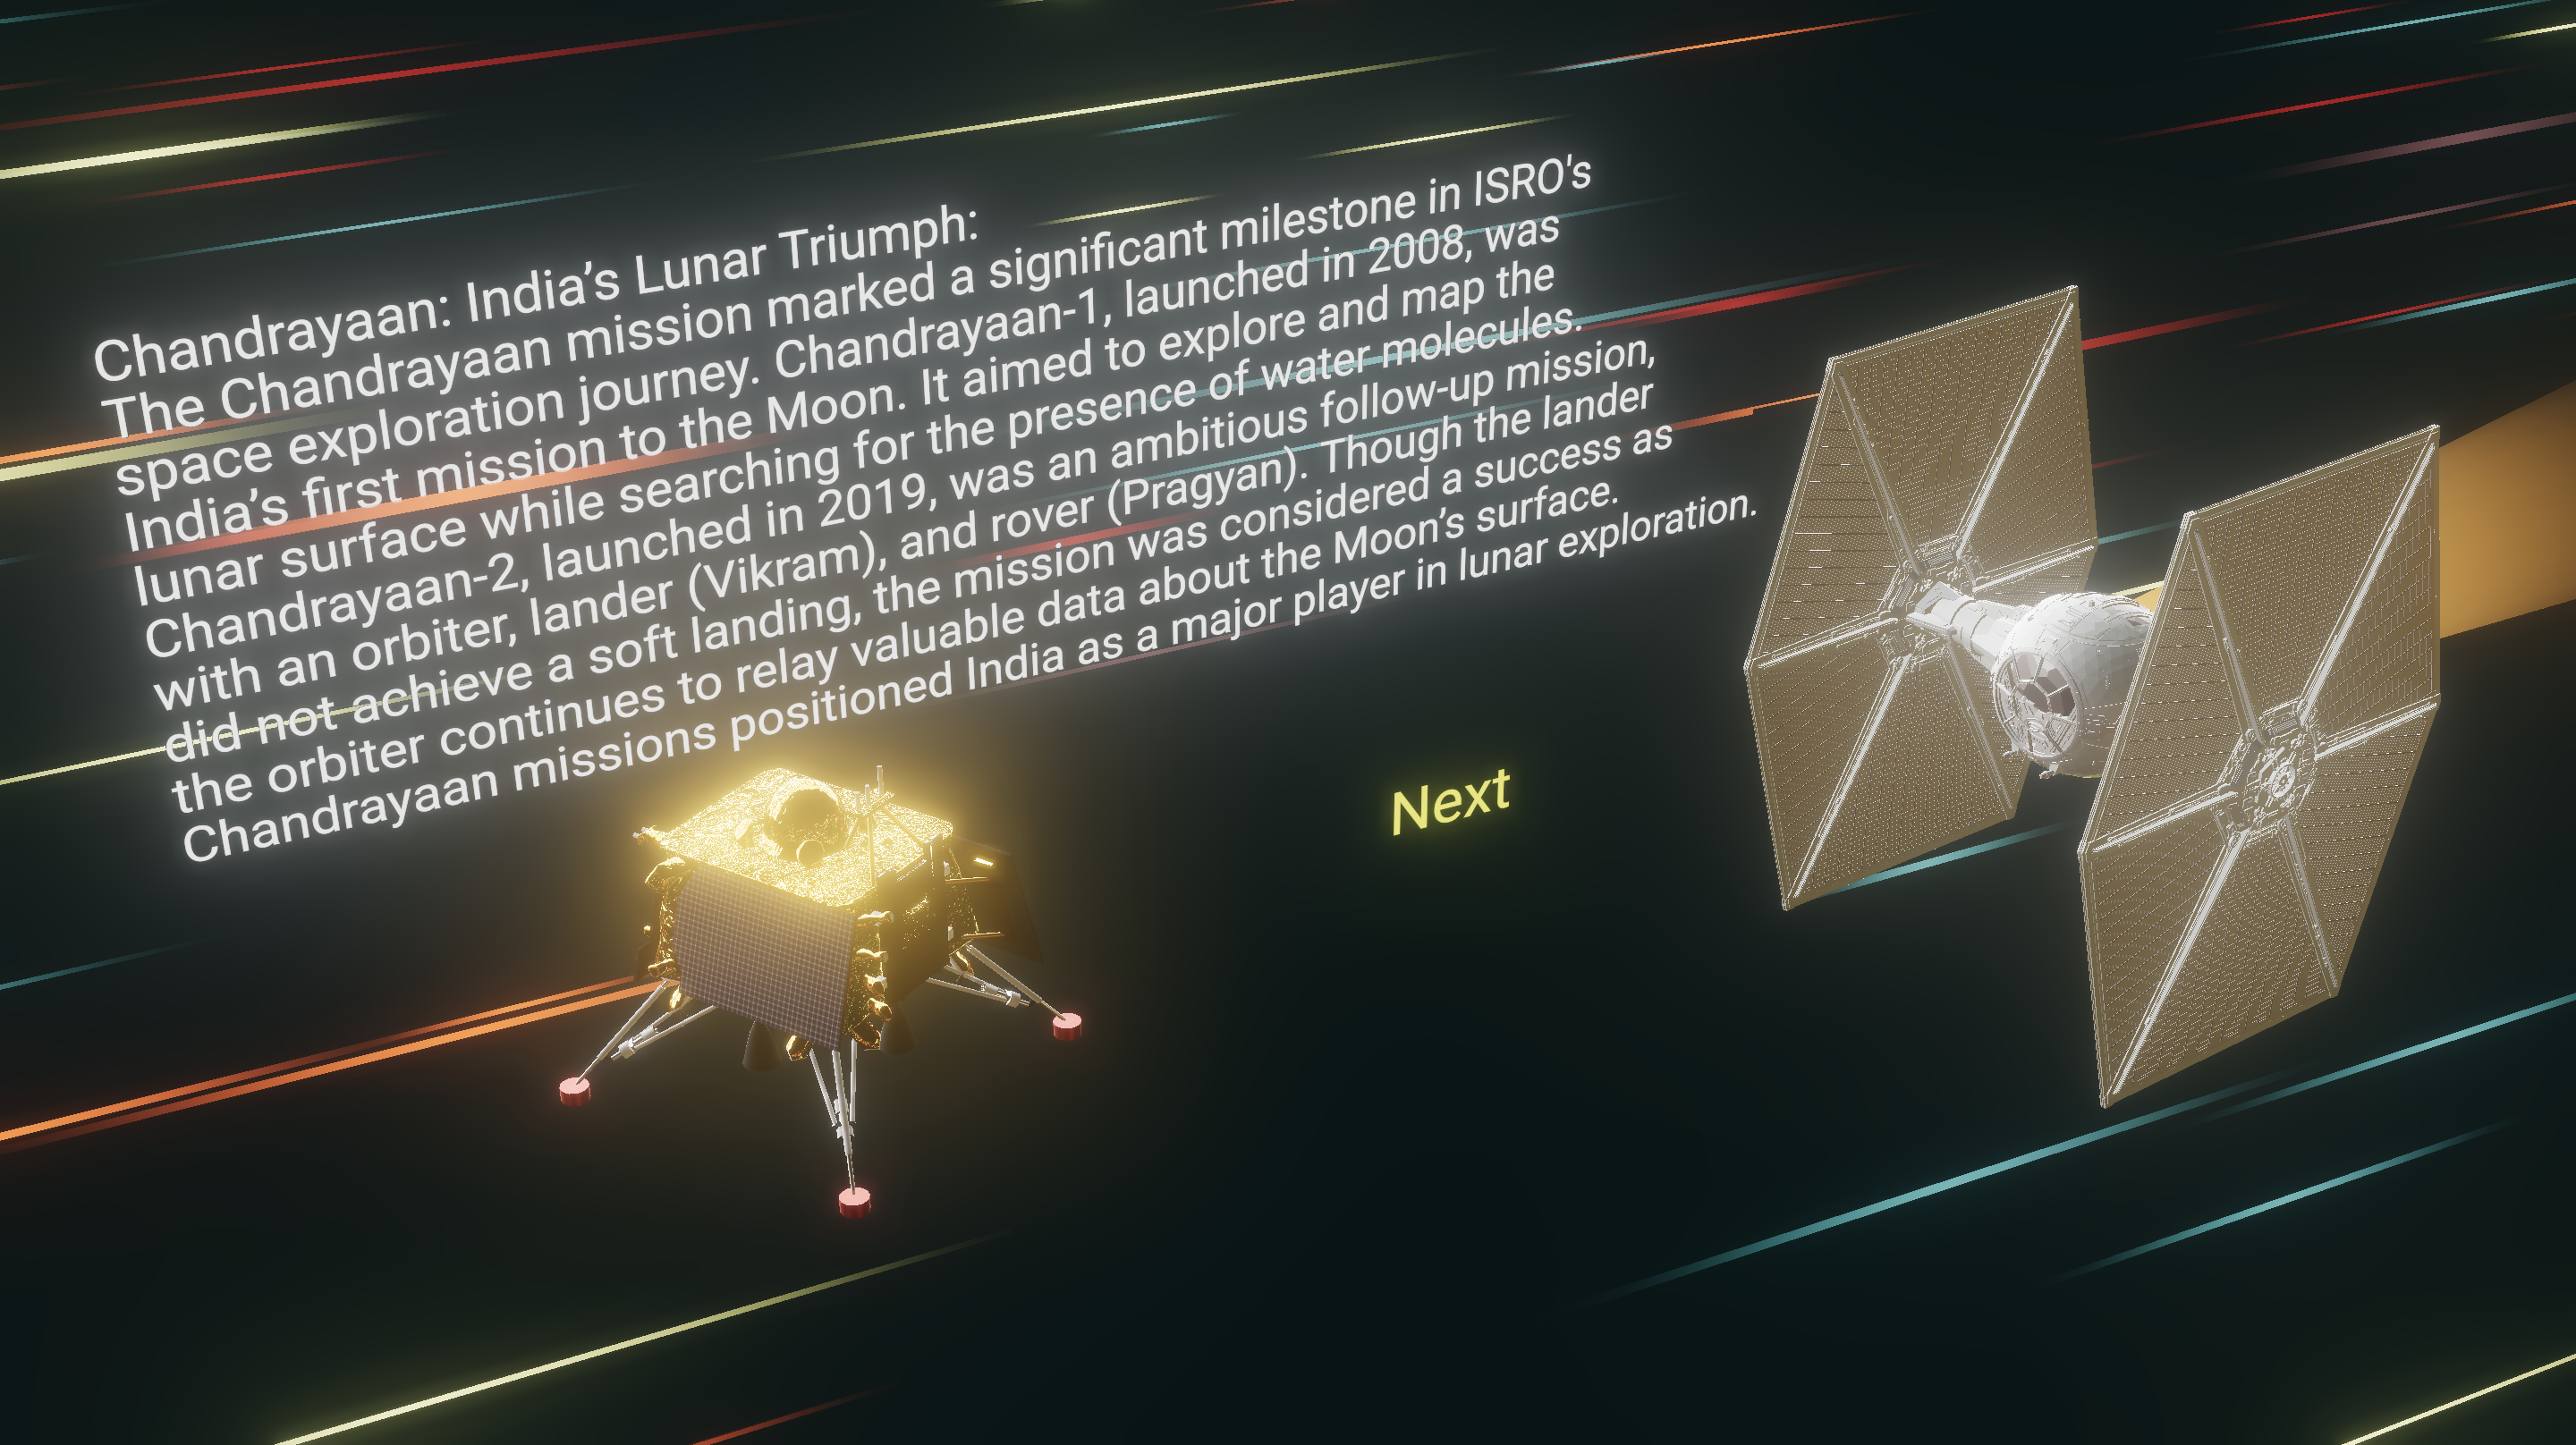 Chandrayaan: India’s Lunar Triumph:
The Chandrayaan mission marked a significant milestone in ISRO's
space exploration journey. Chandrayaan-1, launched in 2008, was
India’s first mission to the Moon. It aimed to explore and map the
lunar surface while searching for the presence of water molecules.
Chandrayaan-2, launched in 2019, was an ambitious follow-up mission,
with an orbiter, lander (Vikram), and rover (Pragyan). Though the lander
did not achieve a soft landing, the mission was considered a success as
the orbiter continues to relay valuable data about the Moon’s surface.
Chandrayaan missions positioned India as a major player in lunar exploration.
Next